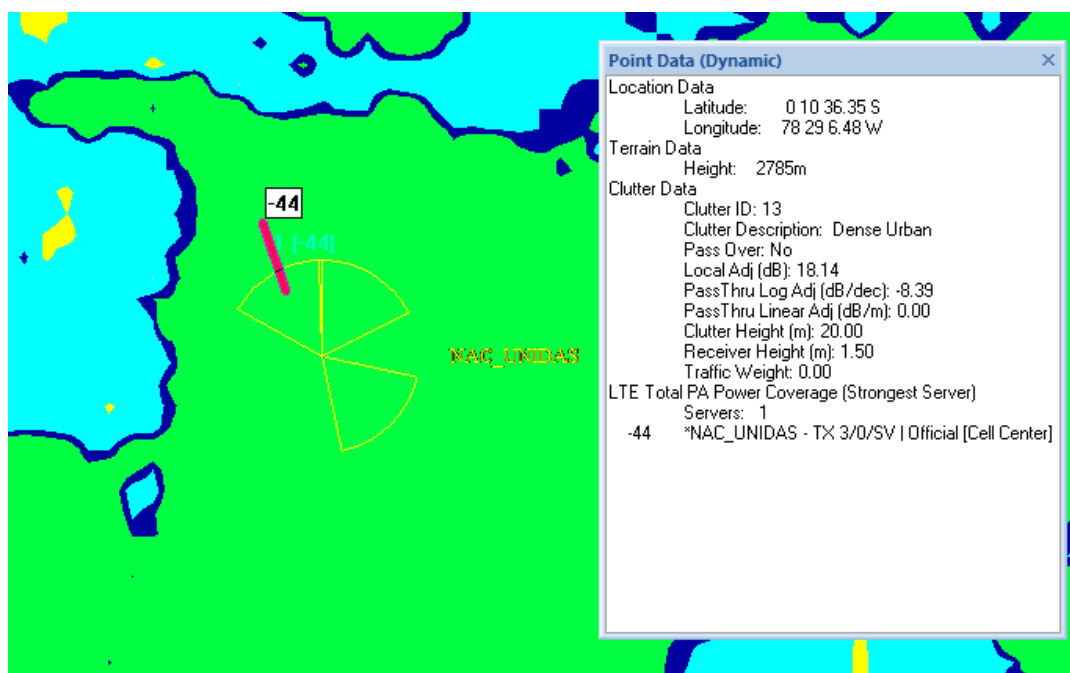 -44
(-44)
NAC_UNIDAS
Point Data (Dynamic)
Location Data
Latitude: 0 10 36.35 S
Longitude: 78 29 6.48 W
Terrain Data
Height: 2785m
Clutter Data
Clutter ID: 13
Clutter Description: Dense Urban
Pass Over: No
Local Adj (dB): 18.14
PassThru Log Adj (dB/dec): -8.39
PassThru Linear Adj (dB/m): 0.00
Clutter Height (m): 20.00
Receiver Height (m): 1.50
Traffic Weight: 0.00
LTE Total PA Power Coverage (Strongest Server)
Servers: 1
-44 *NAC_UNIDAS - TX 3/0/SV | Official [Cell Center]